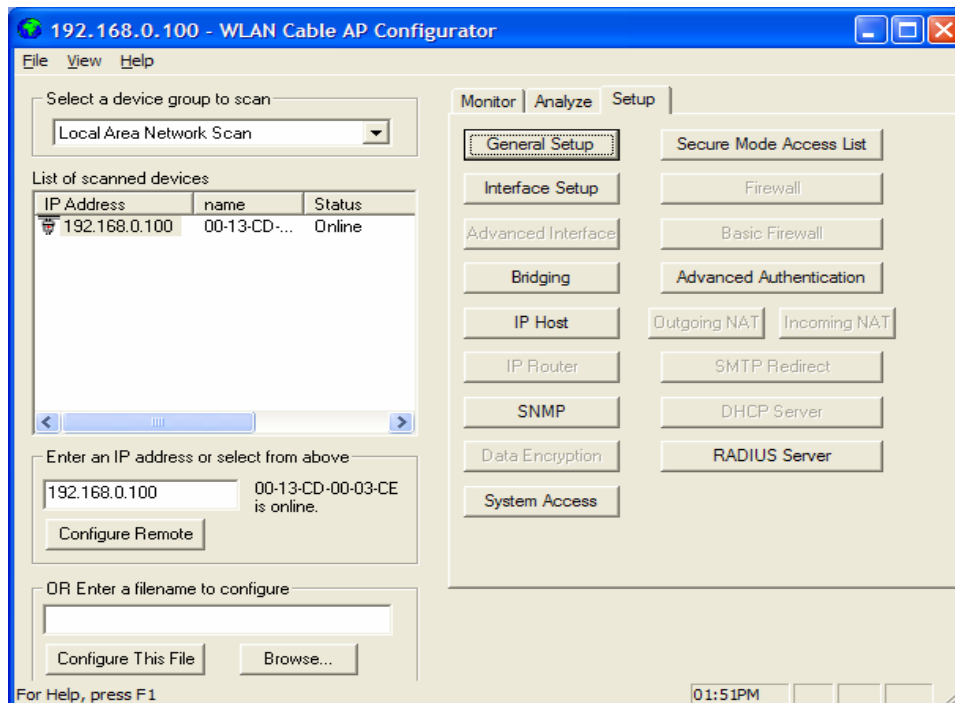 192.168.0.100 - WLAN Cable AP Configurator
File View Help
Select a device group to scan
Local Area Network Scan
List of scanned devices
IP Address name Status
192.168.0.100 00-13-CD-... Online
Enter an IP address or select from above
192.168.0.100
00-13-CD-00-03-CE
is online.
Configure Remote
OR Enter a filename to configure
Configure This File Browse...
Monitor Analyze Setup
General Setup Secure Mode Access List
Interface Setup Firewall
Advanced Interface Basic Firewall
Bridging Advanced Authentication
IP Host Outgoing NAT Incoming NAT
IP Router SMTP Redirect
SNMP DHCP Server
Data Encryption RADIUS Server
System Access
For Help, press F1 01:51PM